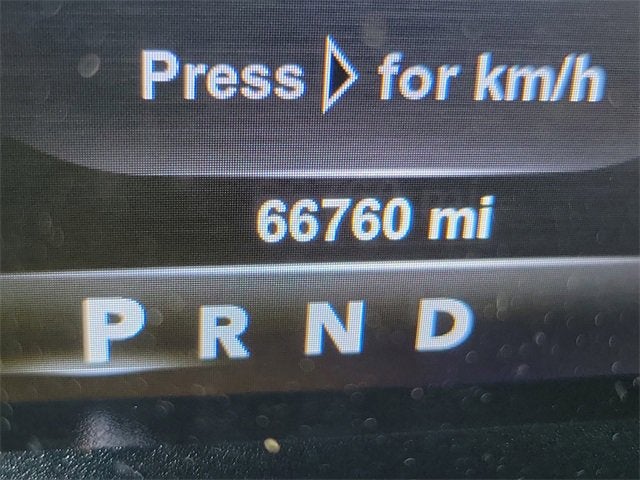 Press ▷ for km/h
66760 mi
P R N D